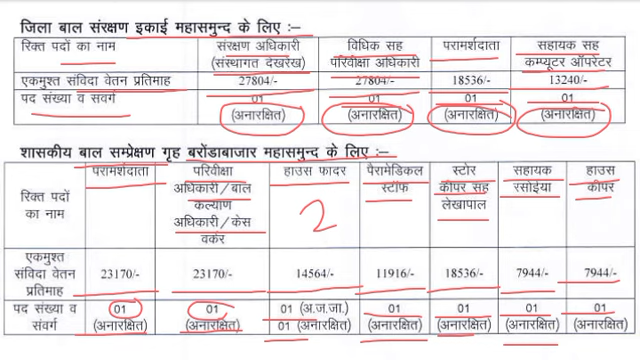 जिला बाल संरक्षण इकाई महासमुन्द के लिए :–
रिक्त पदों का नाम संरक्षण अधिकारी (संस्थागत देखरेख) विधिक सह परिवीक्षा अधिकारी परामर्शदाता सहायक सह कम्प्यूटर ऑपरेटर
एकमुश्त संविदा वेतन प्रतिमाह 27804/- 27804/- 18536/- 13240/-
पद संख्या व संवर्ग 01 (अनारक्षित) 01 (अनारक्षित) 01 (अनारक्षित) 01 (अनारक्षित)
शासकीय बाल सम्प्रेक्षण गृह बरोंडाबाजार महासमुन्द के लिए :–
रिक्त पदों का नाम परामर्शदाता परिवीक्षा अधिकारी/बाल कल्याण अधिकारी/केस वर्कर हाउस फादर पैरामेडिकल स्टॉफ स्टोर कीपर सह लेखापाल सहायक रसोईया हाउस कीपर
2
एकमुश्त संविदा वेतन प्रतिमाह 23170/- 23170/- 14564/- 11916/- 18536/- 7944/- 7944/-
पद संख्या व संवर्ग 01 (अनारक्षित) 01 (अनारक्षित) 01 (अ.ज.जा.) 01 (अनारक्षित) 01 (अनारक्षित) 01 (अनारक्षित) 01 (अनारक्षित) 01 (अनारक्षित)